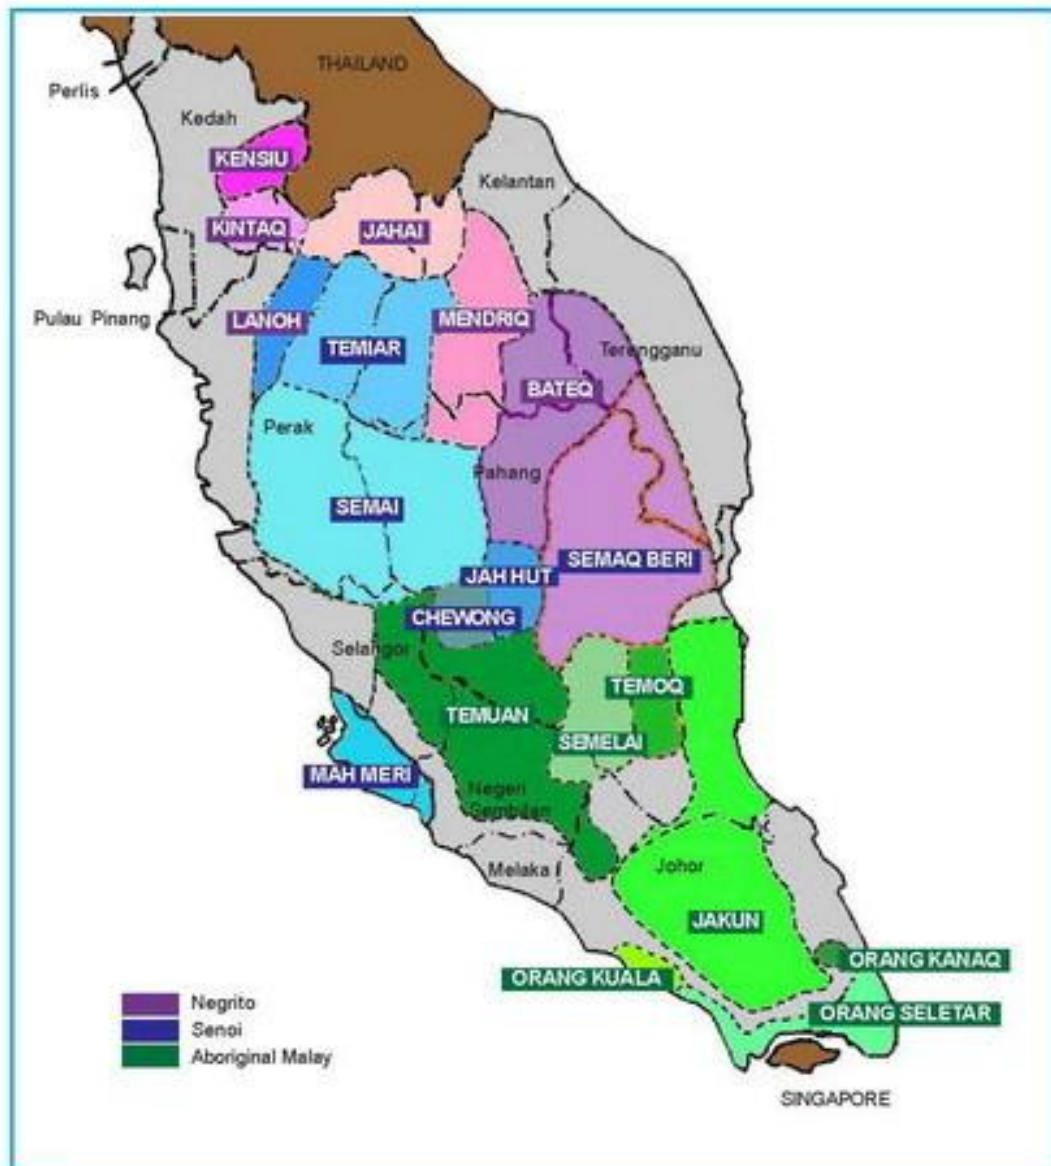 THAILAND
Perlis
Kedah
KENSIU
Kelantan
KINTAQ
JAHAI
Pulau Pinang
LANOH
MENDRIQ
TEMIAR
Terengganu
BATEQ
Perak
Pahang
SEMAI
SEMAQ BERI
JAH HUT
CHEWONG
Selangor
TEMOQ
TEMUAN
SEMELAI
MAH MERI
Negeri
Sembilan
Melaka
Johor
JAKUN
ORANG KANAQ
ORANG KUALA
ORANG SELETAR
Negrito
Senoi
Aboriginal Malay
SINGAPORE